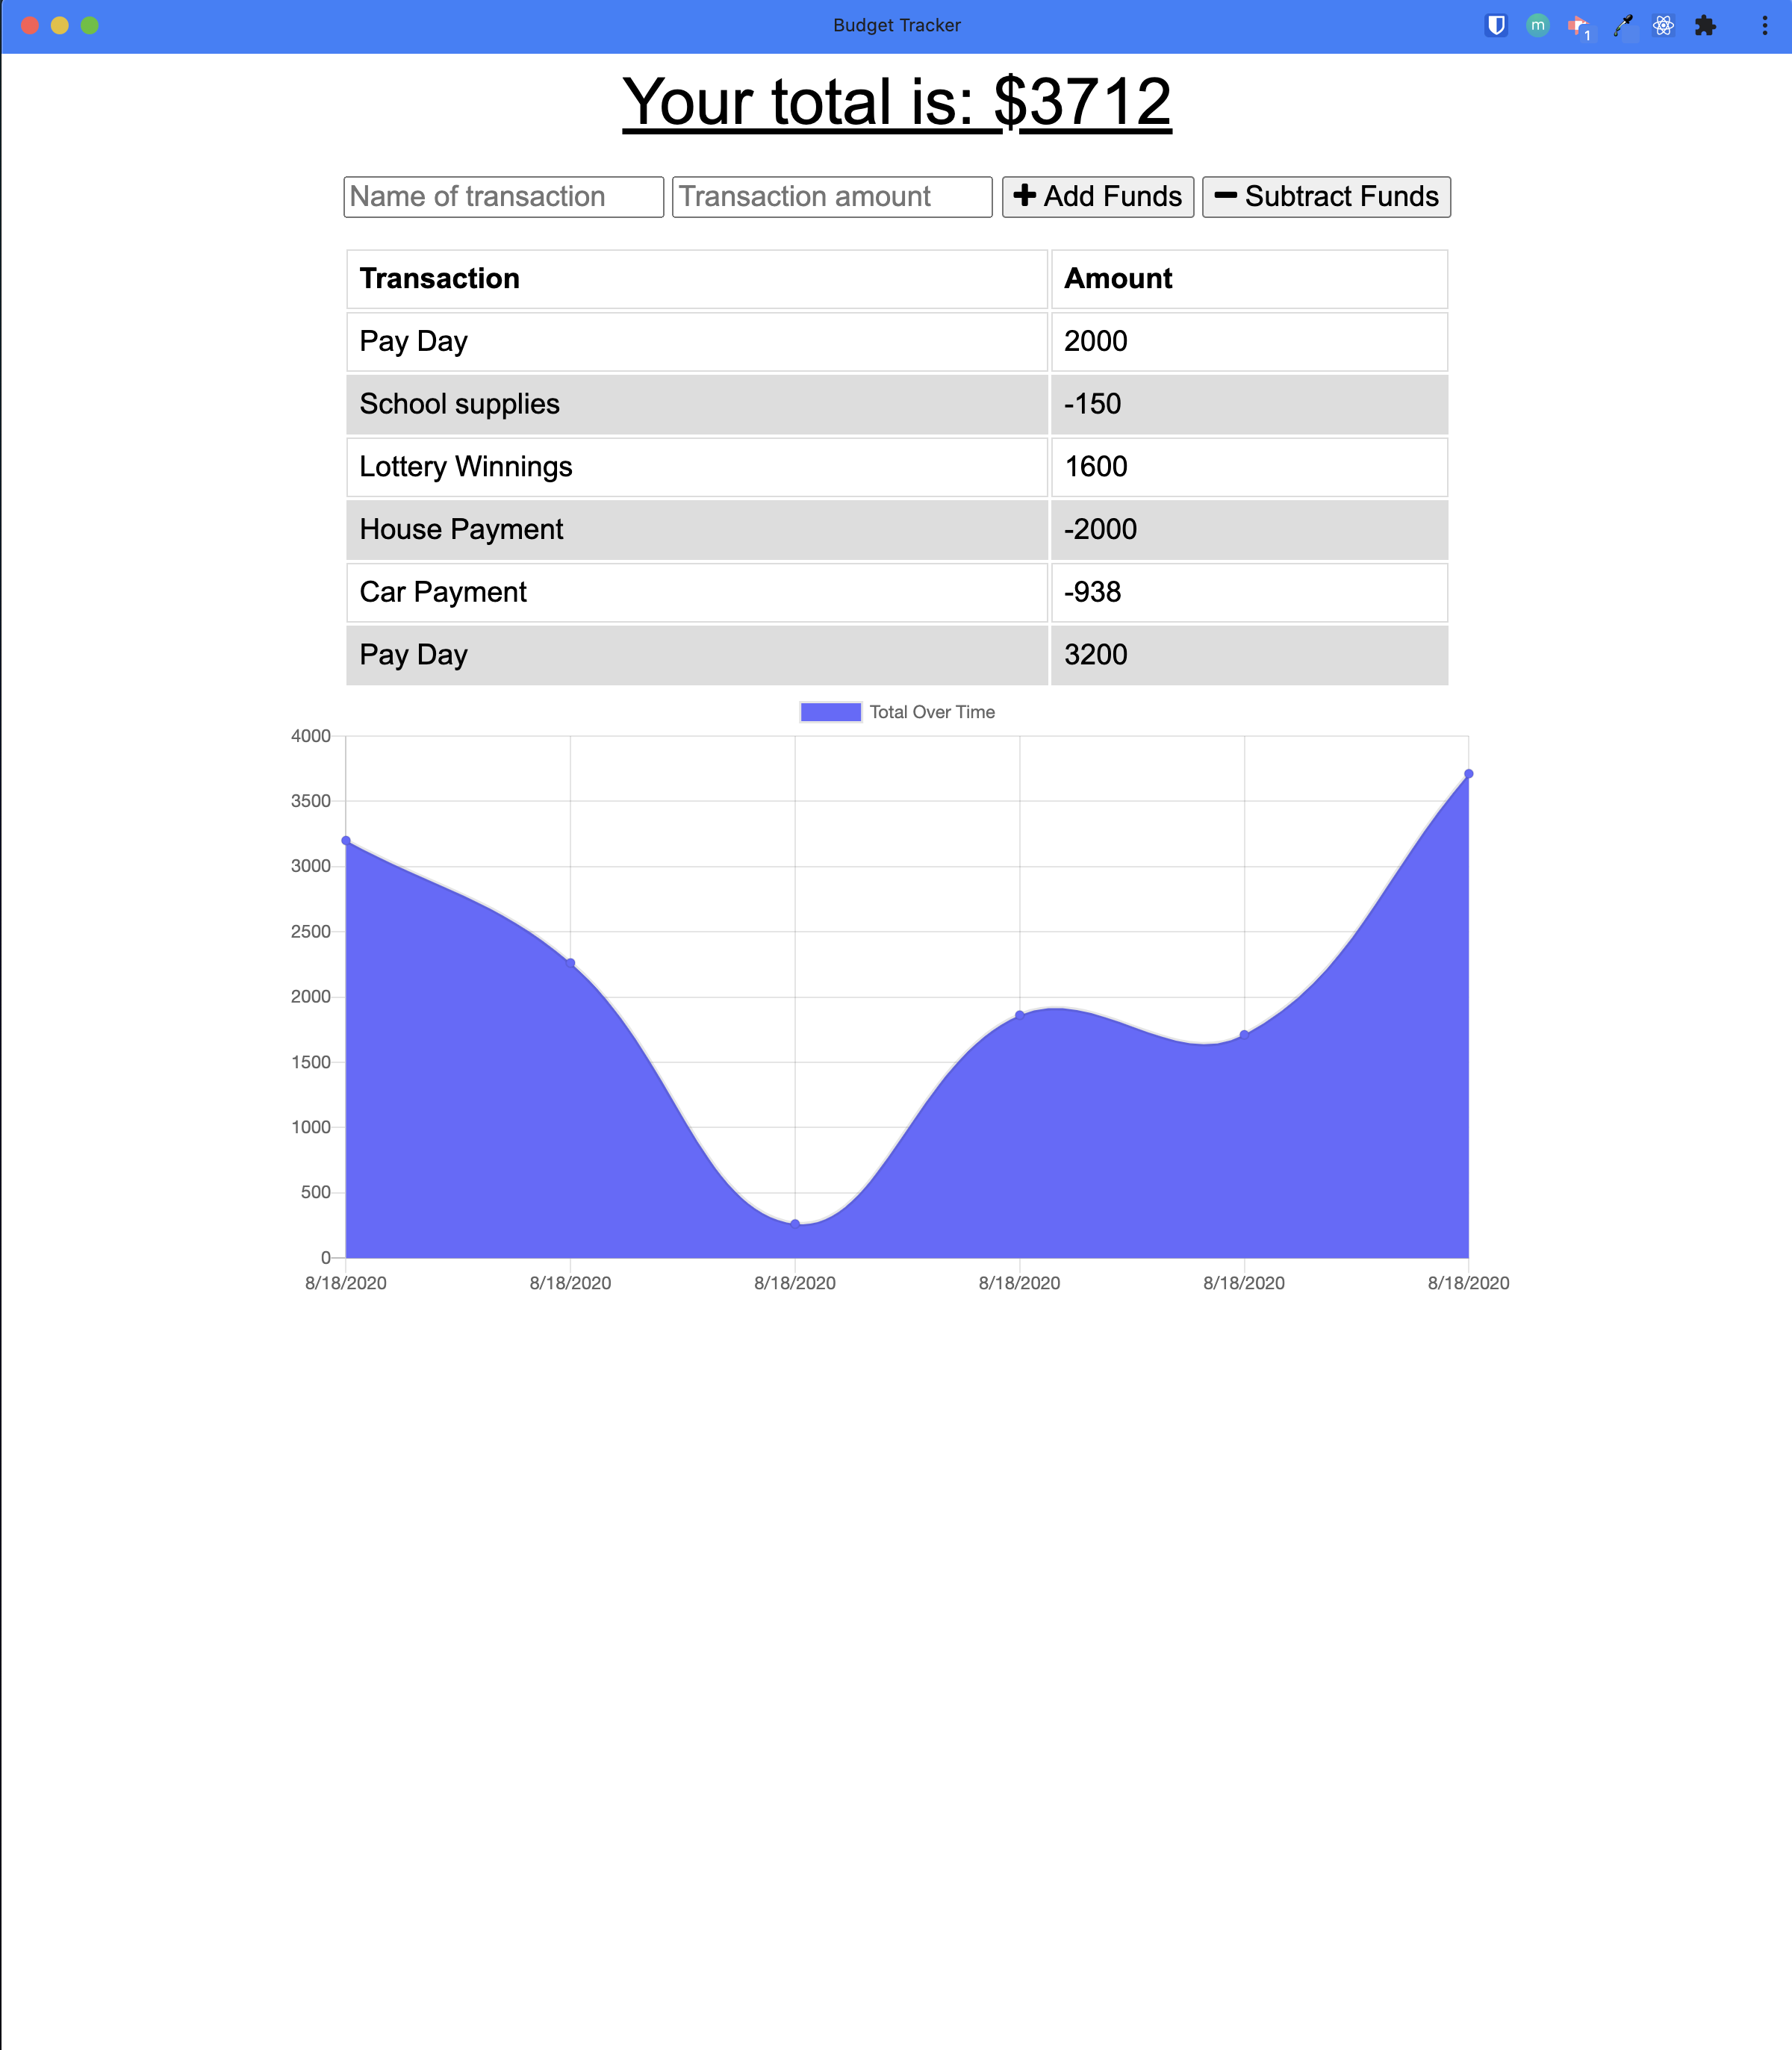 Budget Tracker
m
1
Your total is: $3712
Name of transaction Transaction amount Add Funds Subtract Funds
Transaction Amount
Pay Day 2000
School supplies -150
Lottery Winnings 1600
House Payment -2000
Car Payment -938
Pay Day 3200
Total Over Time
4000
3500
3000
2500
2000
1500
1000
500
0
8/18/2020 8/18/2020 8/18/2020 8/18/2020 8/18/2020 8/18/2020